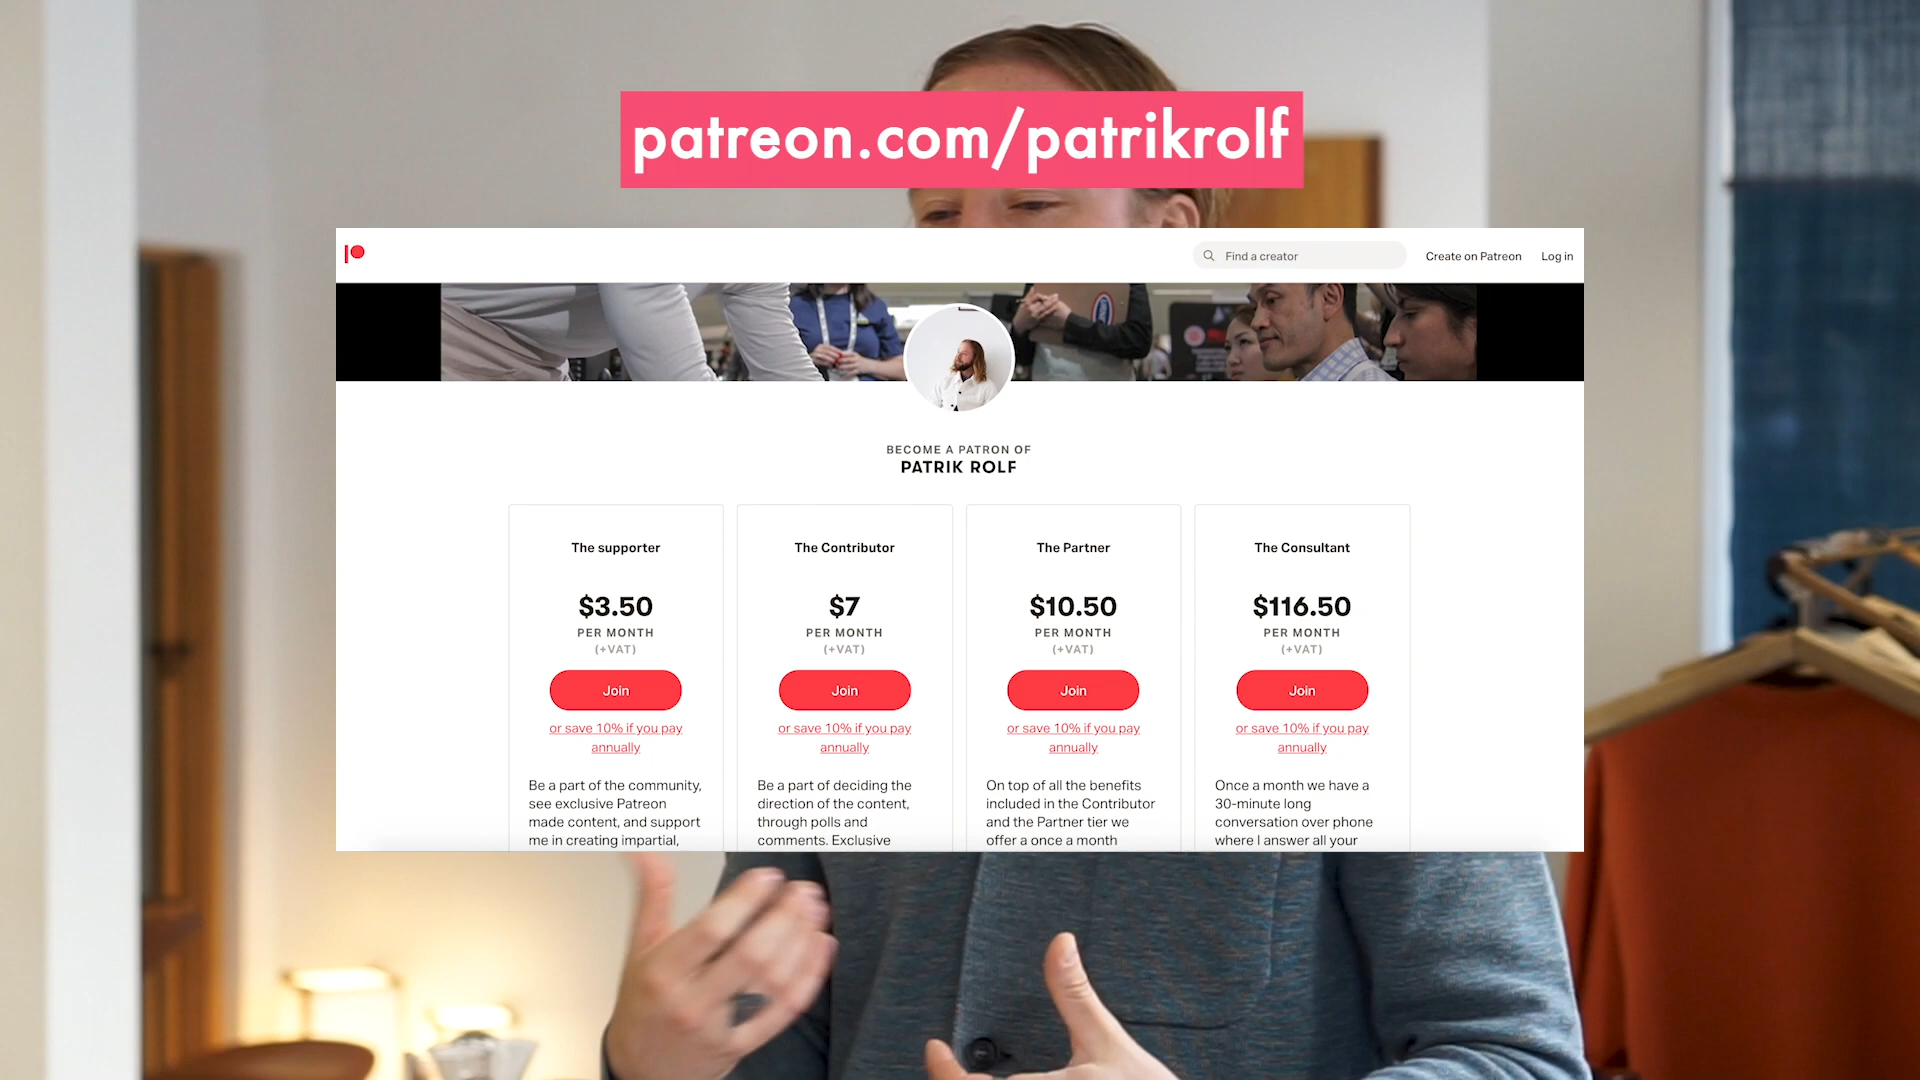 patreon.com/patrikrolf
Find a creator
Create on Patreon
Log in
BECOME A PATRON OF
PATRIK ROLF
The supporter
$3.50
PER MONTH
(+VAT)
Join
or save 10% if you pay
annually
Be a part of the community,
see exclusive Patreon
made content, and support
me in creating impartial,
The Contributor
$7
PER MONTH
(+VAT)
Join
or save 10% if you pay
annually
Be a part of deciding the
direction of the content,
through polls and
comments. Exclusive
The Partner
$10.50
PER MONTH
(+VAT)
Join
or save 10% if you pay
annually
On top of all the benefits
included in the Contributor
and the Partner tier we
offer a once a month
The Consultant
$116.50
PER MONTH
(+VAT)
Join
or save 10% if you pay
annually
Once a month we have a
30-minute long
conversation over phone
where I answer all your